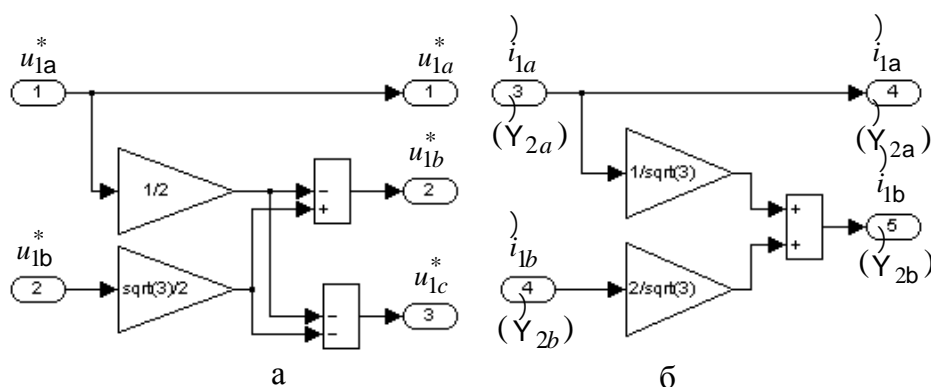 u*1a u*1a
1 1
1/2
u*1b
2
u*1b
2
sqrt(3)/2
u*1c
3
а
)
i1a
3
(Y2a)
)
i1a
4
(Y2a)
1/sqrt(3)
i1b
5
(Y2b)
)
i1b
4
(Y2b)
2/sqrt(3)
− +
− −
+ +
б